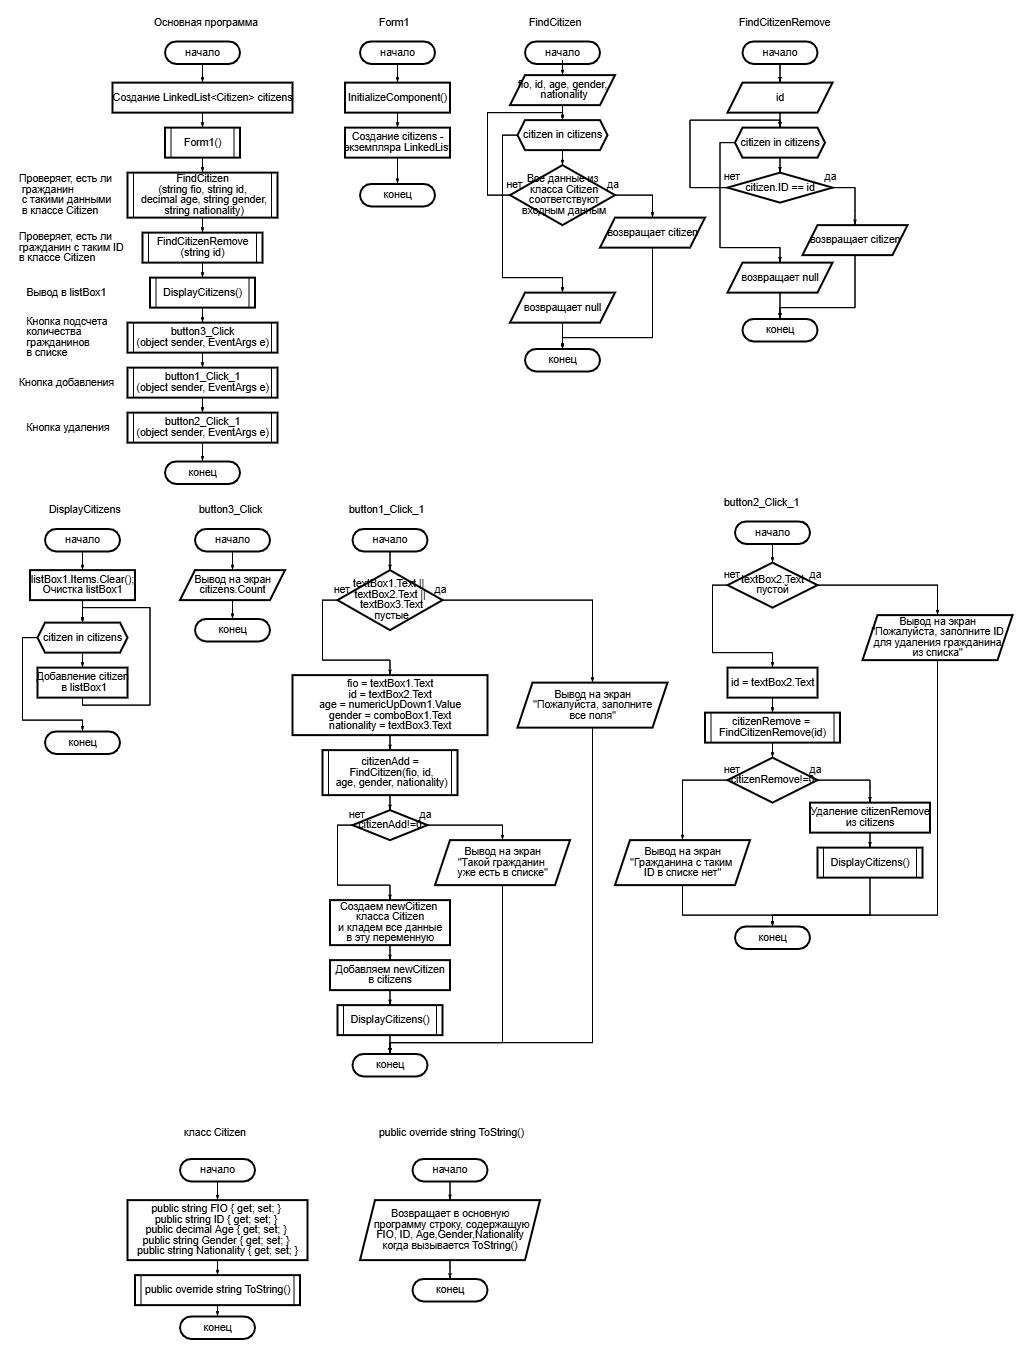 Основная программа
начало
Создание LinkedList<Citizen> citizens
Form1()
Проверяет, есть ли
гражданин
с такими данными
в классе Citizen
FindCitizen
(string fio, string id,
decimal age, string gender,
string nationality)
Проверяет, есть ли
гражданин с таким ID
в классе Citizen
FindCitizenRemove
(string id)
Вывод в listBox1
DisplayCitizens()
Кнопка подсчета
количества
гражданинов
в списке
button3_Click
(object sender, EventArgs e)
Кнопка добавления
button1_Click_1
(object sender, EventArgs e)
Кнопка удаления
button2_Click_1
(object sender, EventArgs e)
конец
Form1
начало
InitializeComponent()
Создание citizens -
экземпляра LinkedList
конец
FindCitizen
начало
fio, id, age, gender,
nationality
citizen in citizens
нет
Все данные из
класса Citizen
соответствуют
входным данным
да
возвращает citizen
возвращает null
конец
FindCitizenRemove
начало
id
citizen in citizens
нет
citizen.ID == id
да
возвращает citizen
возвращает null
конец
DisplayCitizens
начало
listBox1.Items.Clear();
Очистка listBox1
citizen in citizens
Добавление citizen
в listBox1
конец
button3_Click
начало
Вывод на экран
citizens.Count
конец
button1_Click_1
начало
нет
textBox1.Text ||
textBox2.Text ||
textBox3.Text
пустые
да
fio = textBox1.Text
id = textBox2.Text
age = numericUpDown1.Value
gender = comboBox1.Text
nationality = textBox3.Text
Вывод на экран
"Пожалуйста, заполните
все поля"
citizenAdd =
FindCitizen(fio, id,
age, gender, nationality)
нет
citizenAdd!=0
да
Вывод на экран
"Такой гражданин
уже есть в списке"
Создаем newCitizen
класса Citizen
и кладем все данные
в эту переменную
Добавляем newCitizen
в citizens
DisplayCitizens()
конец
button2_Click_1
начало
нет
textBox2.Text
пустой
да
Вывод на экран
"Пожалуйста, заполните ID
для удаления гражданина
из списка"
id = textBox2.Text
citizenRemove =
FindCitizenRemove(id)
нет
citizenRemove!=0
да
Удаление citizenRemove
из citizens
Вывод на экран
"Гражданина с таким
ID в списке нет"
DisplayCitizens()
конец
класс Citizen
начало
public string FIO { get; set; }
public string ID { get; set; }
public decimal Age { get; set; }
public string Gender { get; set; }
public string Nationality { get; set; }
public override string ToString()
конец
public override string ToString()
начало
Возвращает в основную
программу строку, содержащую
FIO, ID, Age,Gender,Nationality
когда вызывается ToString()
конец